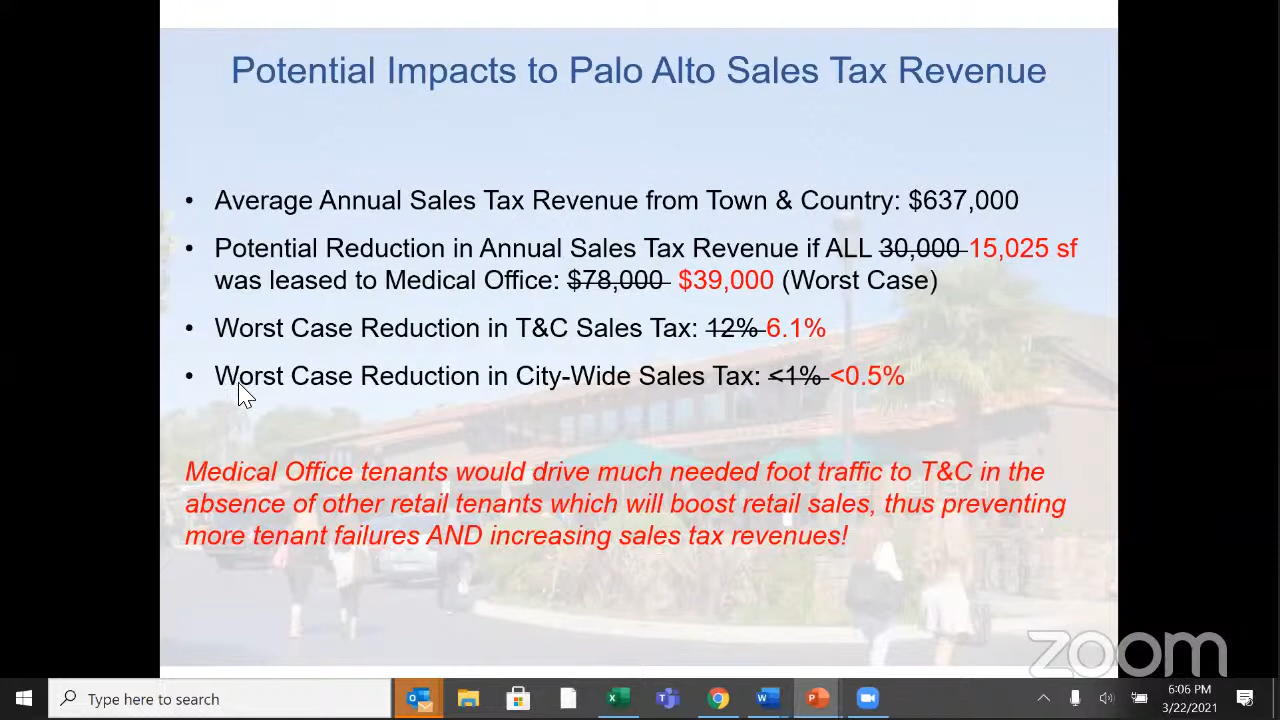 Potential Impacts to Palo Alto Sales Tax Revenue
• Average Annual Sales Tax Revenue from Town & Country: $637,000
• Potential Reduction in Annual Sales Tax Revenue if ALL 30,000 15,025 sf
was leased to Medical Office: $78,000 $39,000 (Worst Case)
• Worst Case Reduction in T&C Sales Tax: 12% 6.1%
• Worst Case Reduction in City-Wide Sales Tax: <1% <0.5%
Medical Office tenants would drive much needed foot traffic to T&C in the
absence of other retail tenants which will boost retail sales, thus preventing
more tenant failures AND increasing sales tax revenues!
zoom
Type here to search
6:06 PM
3/22/2021